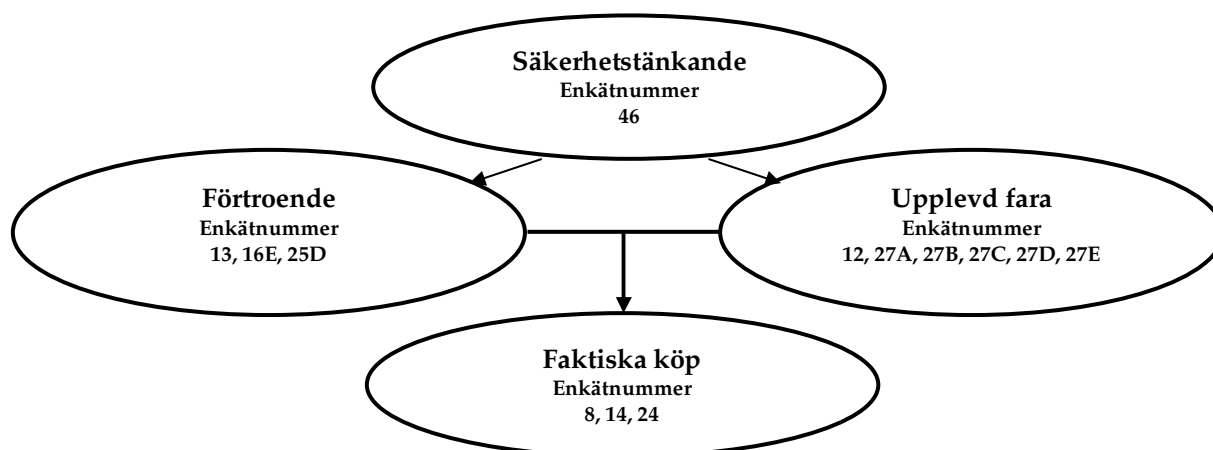 Säkerhetstänkande
Enkätnummer
46
Förtroende
Enkätnummer
13, 16E, 25D
Upplevd fara
Enkätnummer
12, 27A, 27B, 27C, 27D, 27E
Faktiska köp
Enkätnummer
8, 14, 24